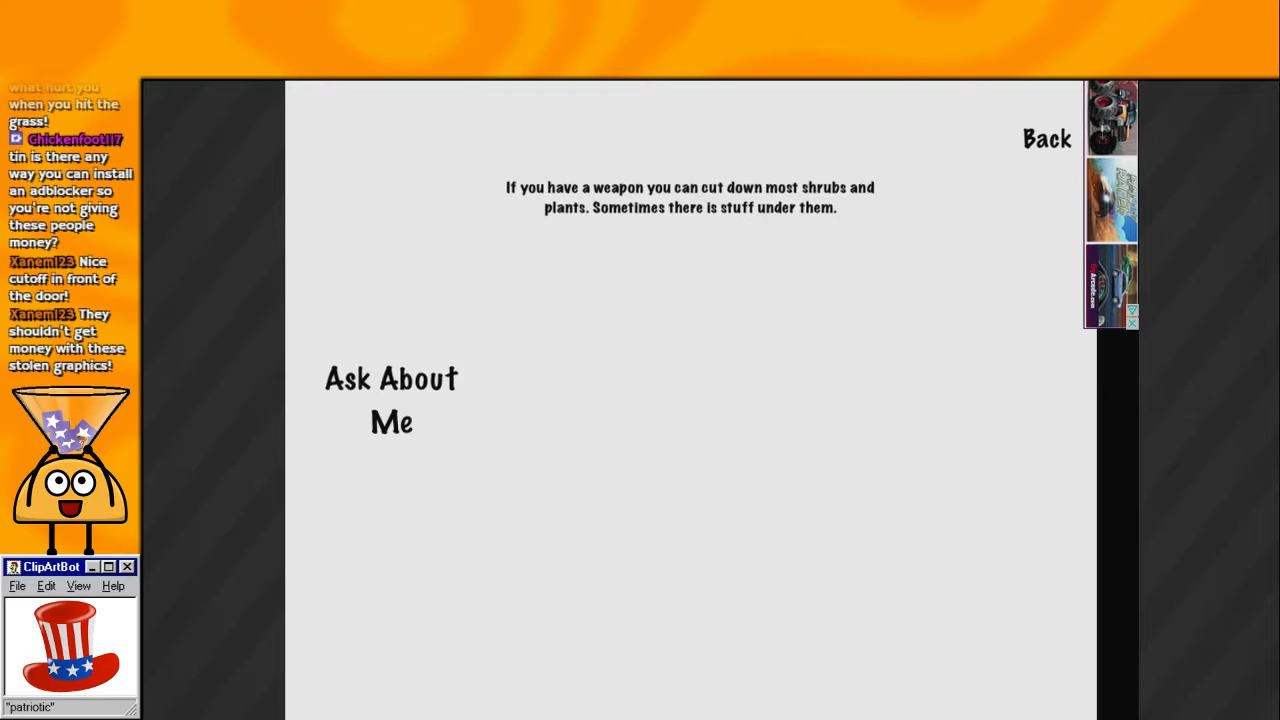 what hurt you
when you hit the
grass!
Chickenfoot117
tin is there any
way you can install
an adblocker so
you're not giving
these people
money?
Xanem123 Nice
cutoff in front of
the door!
Xanem123 They
shouldn't get
money with these
stolen graphics!
Back
If you have a weapon you can cut down most shrubs and
plants. Sometimes there is stuff under them.
Ask About
Me
ClipArtBot
File Edit View Help
"patriotic"